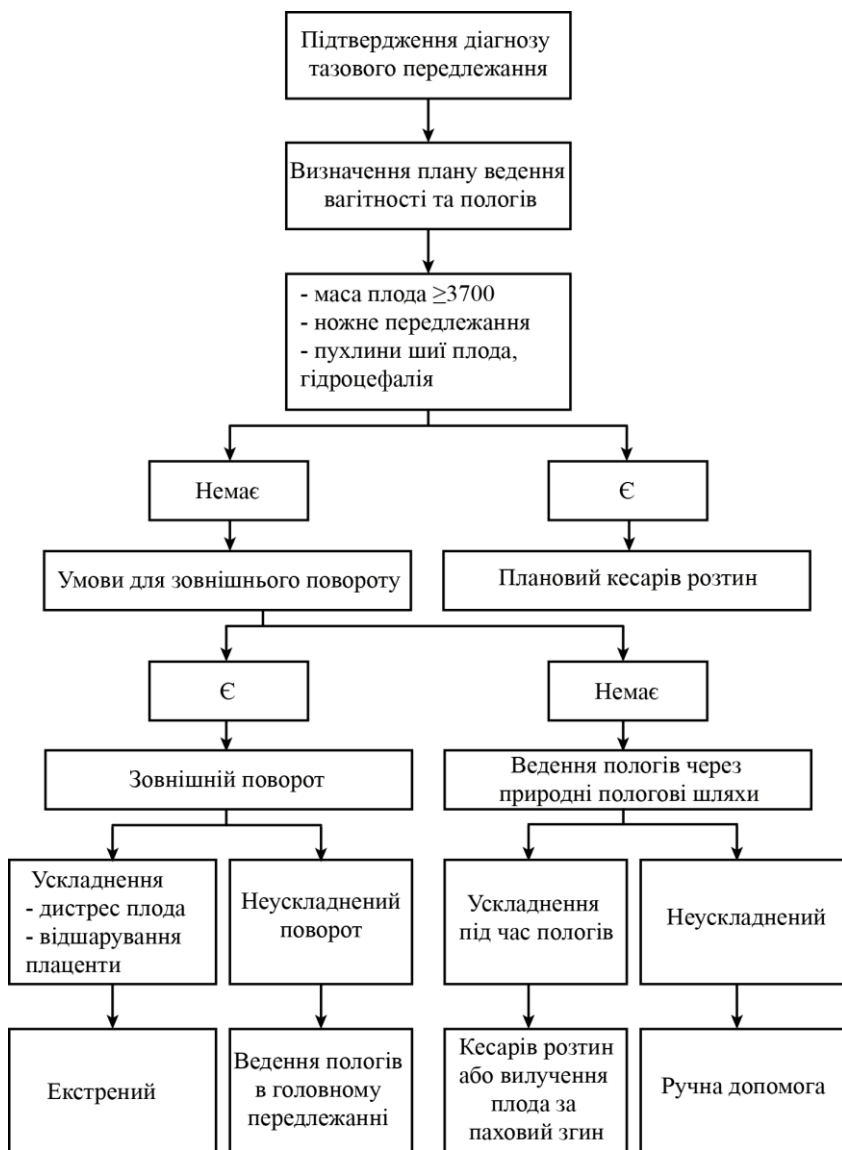 Підтвердження діагнозу
тазового передлежання
Визначення плану ведення
вагітності та пологів
- маса плода ≥3700
- ножне передлежання
- пухлини шиї плода,
гідроцефалія
Немає
Є
Умови для зовнішнього повороту
Плановий кесарів розтин
Є
Немає
Зовнішній поворот
Ведення пологів через
природні пологові шляхи
Ускладнення
- дистрес плода
- відшарування
плаценти
Неускладнений
поворот
Ускладнення
під час пологів
Неускладнений
Екстрений
Ведення пологів
в головному
передлежанні
Кесарів розтин
або вилучення
плода за
паховий згин
Ручна допомога